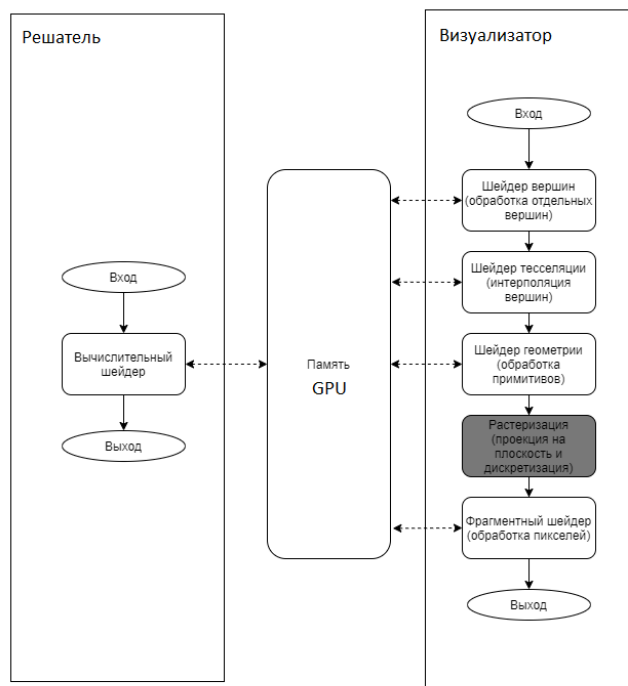 Решатель
Вход
Вычислительный
шейдер
Выход
Память
GPU
Визуализатор
Вход
Шейдер вершин
(обработка отдельных
вершин)
Шейдер тесселяции
(интерполяция
вершин)
Шейдер геометрии
(обработка
примитивов)
Растеризация
(проекция на
плоскость и
дискретизация)
Фрагментный шейдер
(обработка пикселей)
Выход